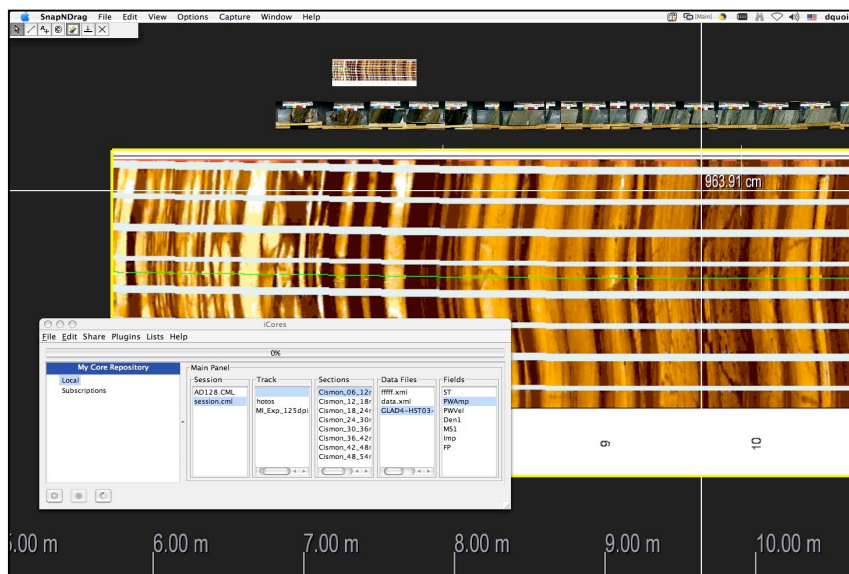 SnapNDrag File Edit View Options Capture Window Help
[Main]
dquoi
963.91 cm
iCores
File Edit Share Plugins Lists Help
0%
My Core Repository
Local
Subscriptions
Main Panel
Session
AD128.CML
session.cml
Track
hotos
MI_Exp_125dpi
Sections
Cismon_06_12r
Cismon_12_18r
Cismon_18_24r
Cismon_24_30r
Cismon_30_36r
Cismon_36_42r
Cismon_42_48r
Cismon_48_54r
Data Files
fffff.xml
data.xml
GLAD4-HST03-
Fields
ST
PWAmp
PWVel
Den1
MS1
Imp
FP
9
10
5.00 m
6.00 m
7.00 m
8.00 m
9.00 m
10.00 m